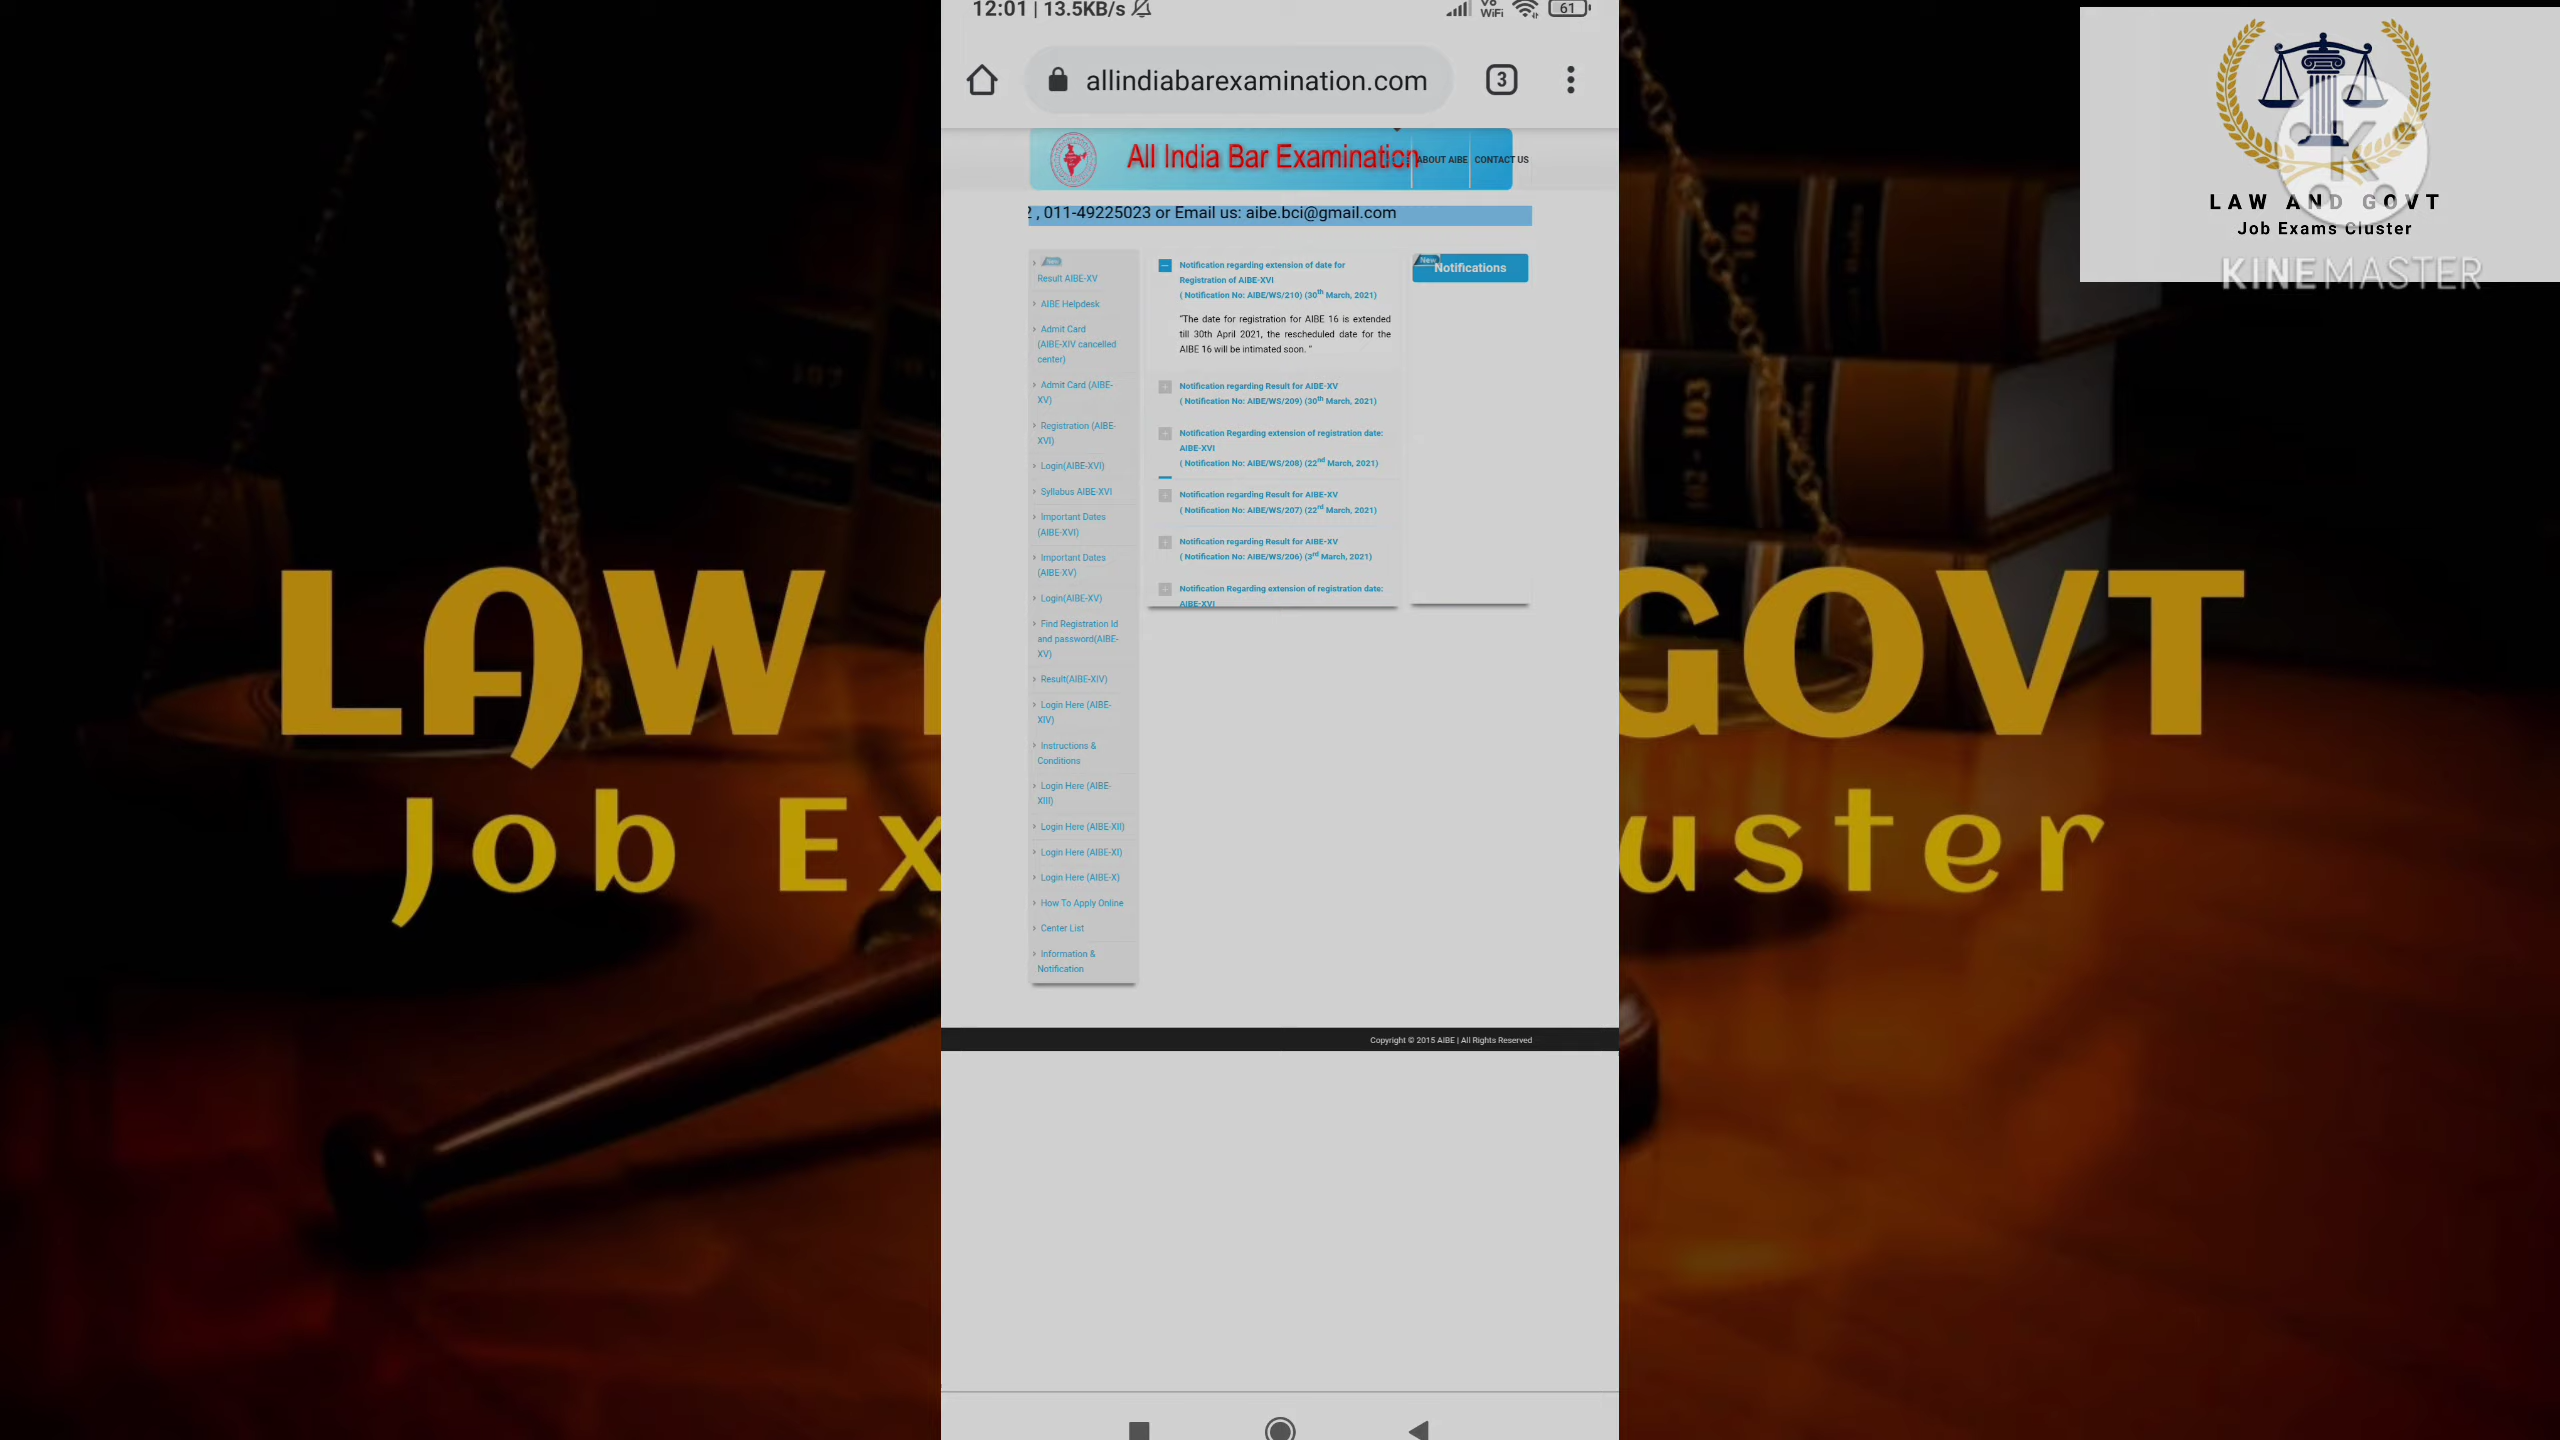 12:01 | 13.5KB/s
Vo
WiFi
61
allindiabarexamination.com
3
All India Bar Examination
ABOUT AIBE
CONTACT US
2 , 011-49225023 or Email us: aibe.bci@gmail.com
New
Result AIBE-XV
AIBE Helpdesk
Admit Card
(AIBE-XIV cancelled
center)
Admit Card (AIBE-
XV)
Registration (AIBE-
XVI)
Login(AIBE-XVI)
Syllabus AIBE-XVI
Important Dates
(AIBE-XVI)
Important Dates
(AIBE-XV)
Login(AIBE-XV)
Find Registration Id
and password(AIBE-
XV)
Result(AIBE-XIV)
Login Here (AIBE-
XIV)
Instructions &
Conditions
Login Here (AIBE-
XIII)
Login Here (AIBE-XII)
Login Here (AIBE-XI)
Login Here (AIBE-X)
How To Apply Online
Center List
Information &
Notification
Notification regarding extension of date for
Registration of AIBE-XVI
( Notification No: AIBE/WS/210) (30th March, 2021)
"The date for registration for AIBE 16 is extended
till 30th April 2021, the rescheduled date for the
AIBE 16 will be intimated soon. "
Notification regarding Result for AIBE-XV
( Notification No: AIBE/WS/209) (30th March, 2021)
Notification Regarding extension of registration date:
AIBE-XVI
( Notification No: AIBE/WS/208) (22nd March, 2021)
Notification regarding Result for AIBE-XV
( Notification No: AIBE/WS/207) (22nd March, 2021)
Notification regarding Result for AIBE-XV
( Notification No: AIBE/WS/206) (3rd March, 2021)
Notification Regarding extension of registration date:
AIBE-XVI
New
Notifications
Copyright © 2015 AIBE | All Rights Reserved
LAW AND GOVT
Job Exams Cluster
KINEMASTER
LAW GOVT
Job Ex uster
107
102
102 - 103